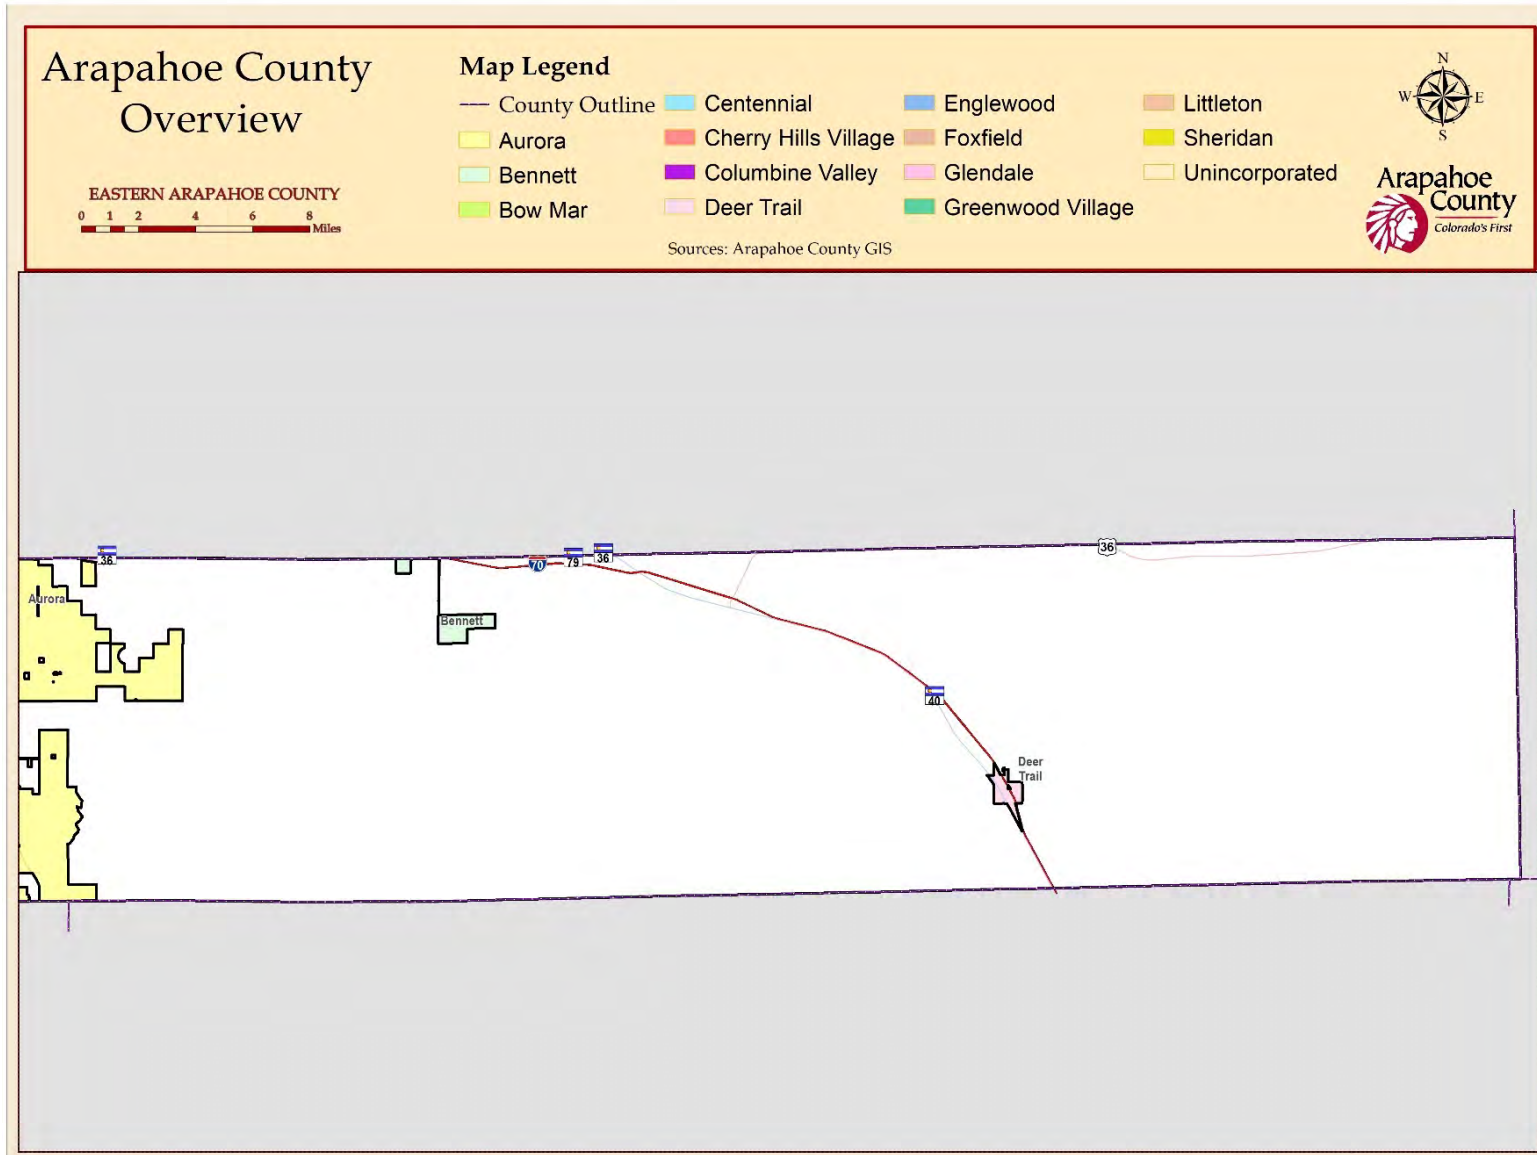 Arapahoe County
Overview
EASTERN ARAPAHOE COUNTY
0 1 2 4 6 8
Miles
Map Legend
County Outline
Aurora
Bennett
Bow Mar
Centennial
Cherry Hills Village
Columbine Valley
Deer Trail
Englewood
Foxfield
Glendale
Greenwood Village
Littleton
Sheridan
Unincorporated
Sources: Arapahoe County GIS
N
W E
S
Arapahoe
County
Colorado's First
36
70
79
36
36
Aurora
Bennett
40
Deer
Trail